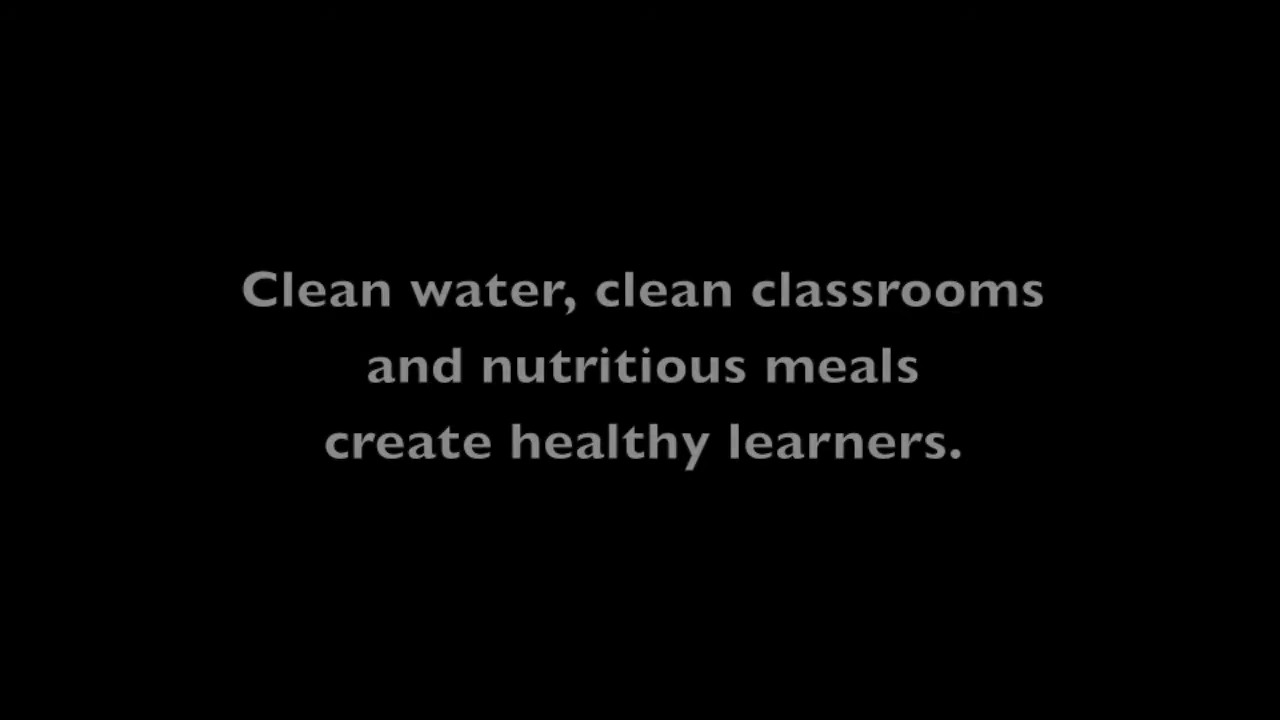 Clean water, clean classrooms
and nutritious meals
create healthy learners.